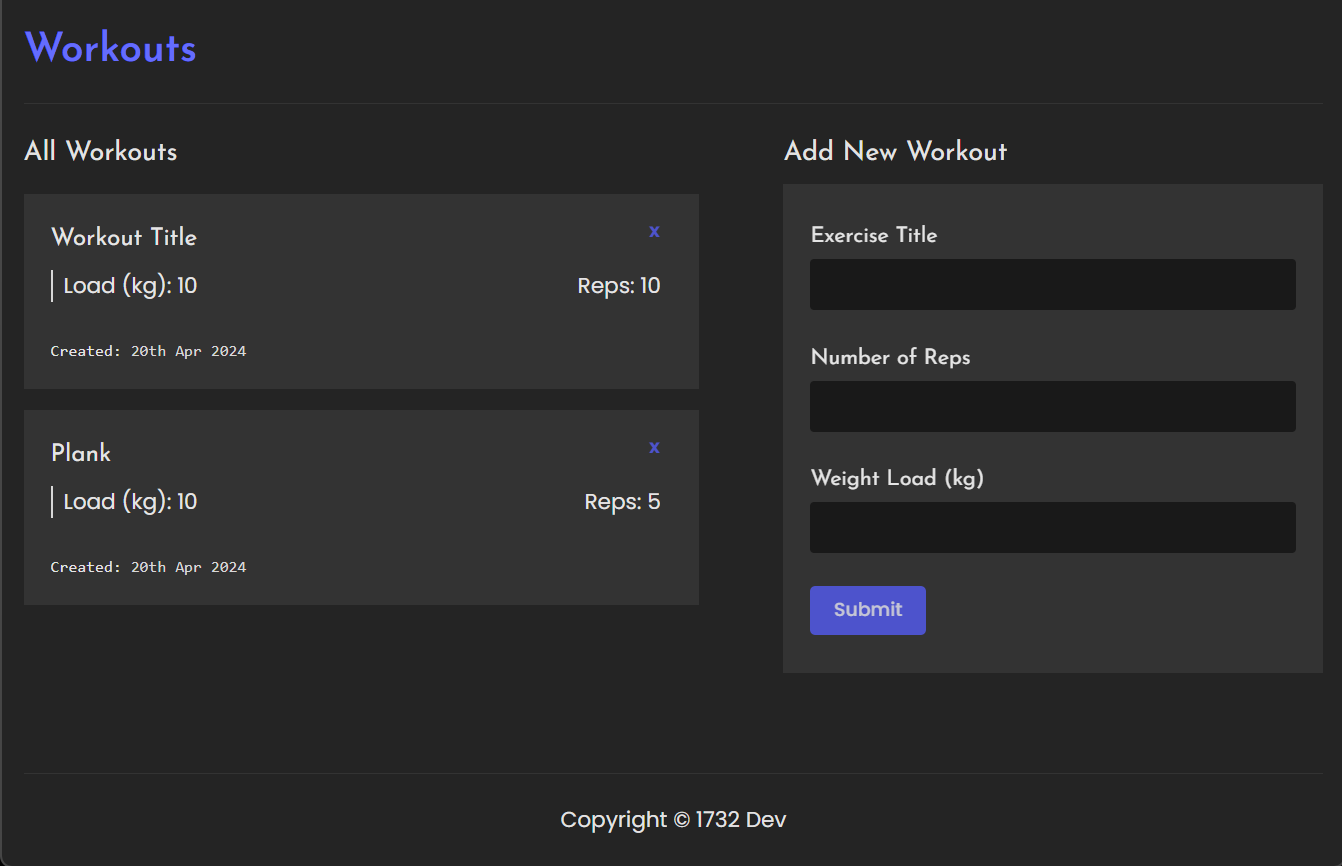 Workouts
All Workouts
Workout Title
x
Load (kg): 10
Reps: 10
Created: 20th Apr 2024
Plank
x
Load (kg): 10
Reps: 5
Created: 20th Apr 2024
Add New Workout
Exercise Title
Number of Reps
Weight Load (kg)
Submit
Copyright © 1732 Dev